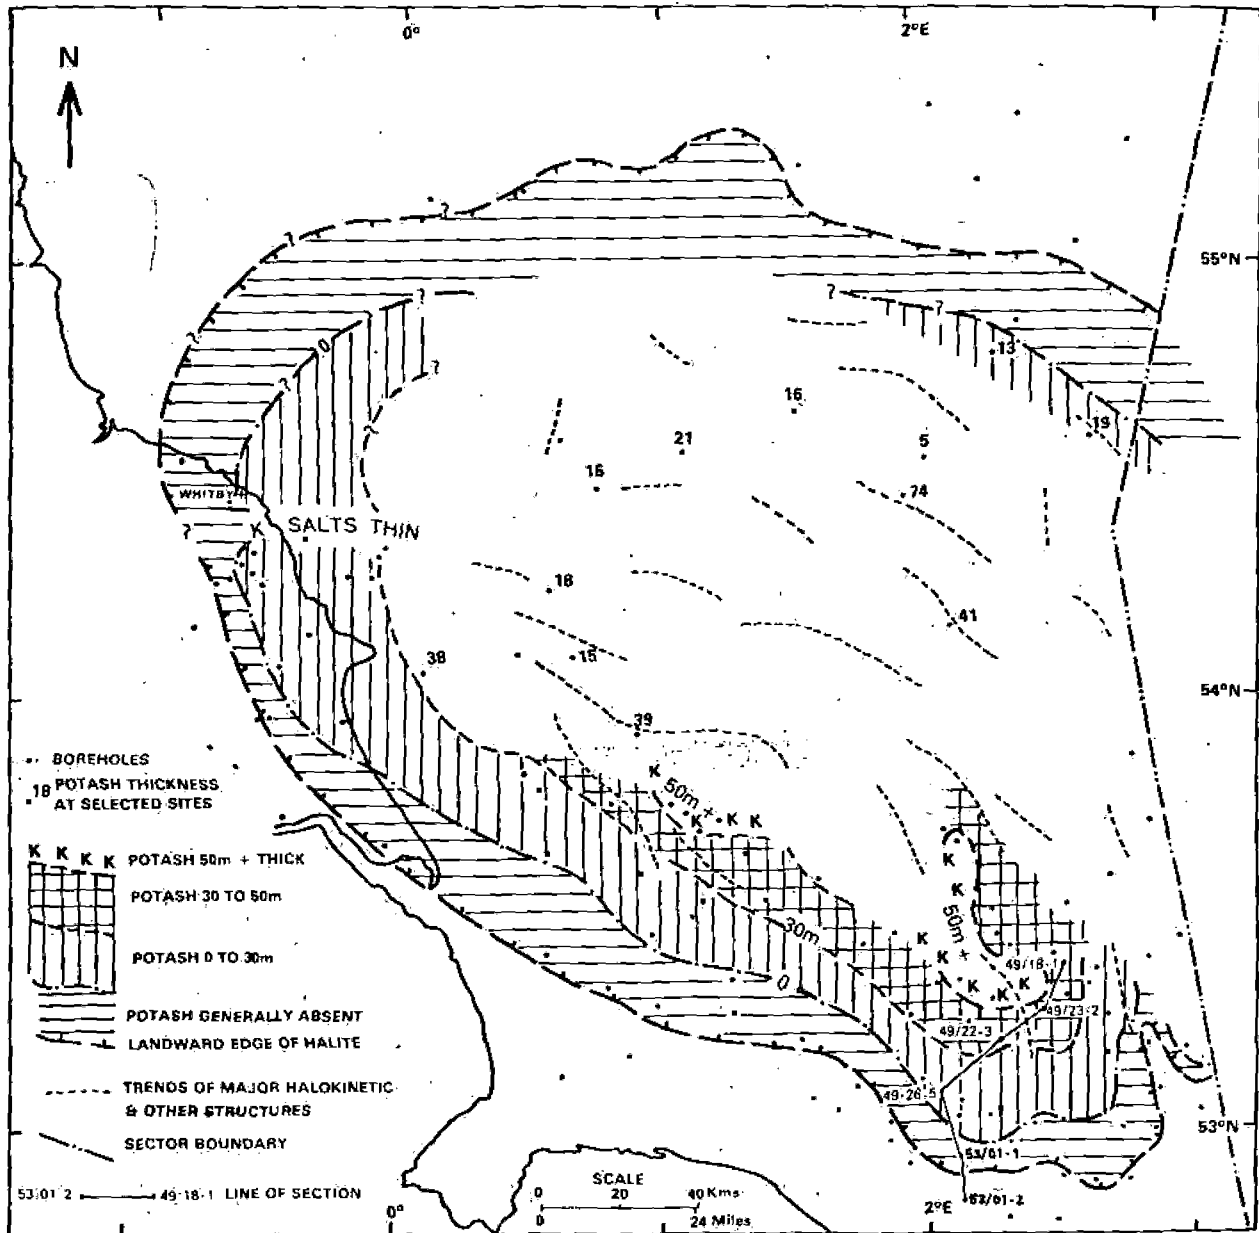 0°
2°E
N
55°N
?
?
?
?
?
?
0
?
?
?
?
13
16
19
21
5
16
74
WHITBY
?
K
SALTS THIN
18
41
38
15
54°N
39
BOREHOLES
18 POTASH THICKNESS
AT SELECTED SITES
K
50m +
K K K
K K K K POTASH 50m + THICK
POTASH 30 TO 50m
K
K
50m +
30m
K
K
POTASH 0 TO 30m
49/18-1
0
K K K
49/23-2
POTASH GENERALLY ABSENT
49/22-3
LANDWARD EDGE OF HALITE
TRENDS OF MAJOR HALOKINETIC
& OTHER STRUCTURES
49-26-5
SECTOR BOUNDARY
53°N
53/01-1
53/01-2 49-18-1 LINE OF SECTION
SCALE
0 20 40 Kms
0 24 Miles
0°
2°E
53/01-2